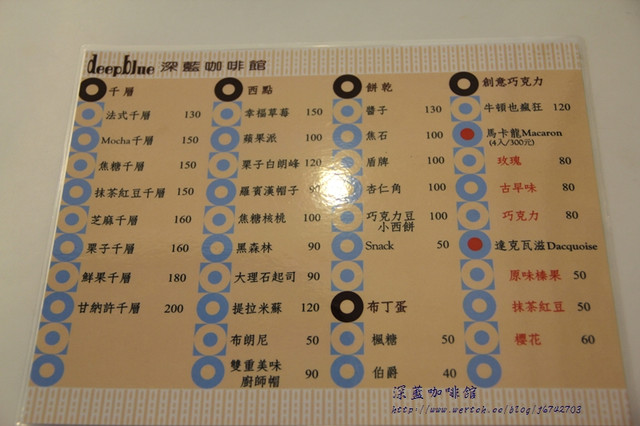 deepblue 深藍咖啡館
千層
法式千層 130
Mocha千層 150
焦糖千層 150
抹茶紅豆千層 150
芝麻千層 160
栗子千層 160
鮮果千層 180
甘納許千層 200
西點
幸福草莓 150
蘋果派 100
栗子白朗峰 120
羅賓漢帽子 90
焦糖核桃 100
黑森林 90
大理石起司 90
提拉米蘇 120
布朗尼 50
雙重美味
廚師帽 90
餅乾
醬子 130
焦石 100
盾牌 100
杏仁角 100
巧克力豆 100
小西餅
Snack 50
布丁蛋
楓糖 50
伯爵 40
創意巧克力
牛頓也瘋狂 120
馬卡龍Macaron
(4入/300元)
玫瑰 80
古早味 80
巧克力 80
達克瓦滋Dacquoise
原味榛果 50
抹茶紅豆 50
櫻花 60
深藍咖啡館